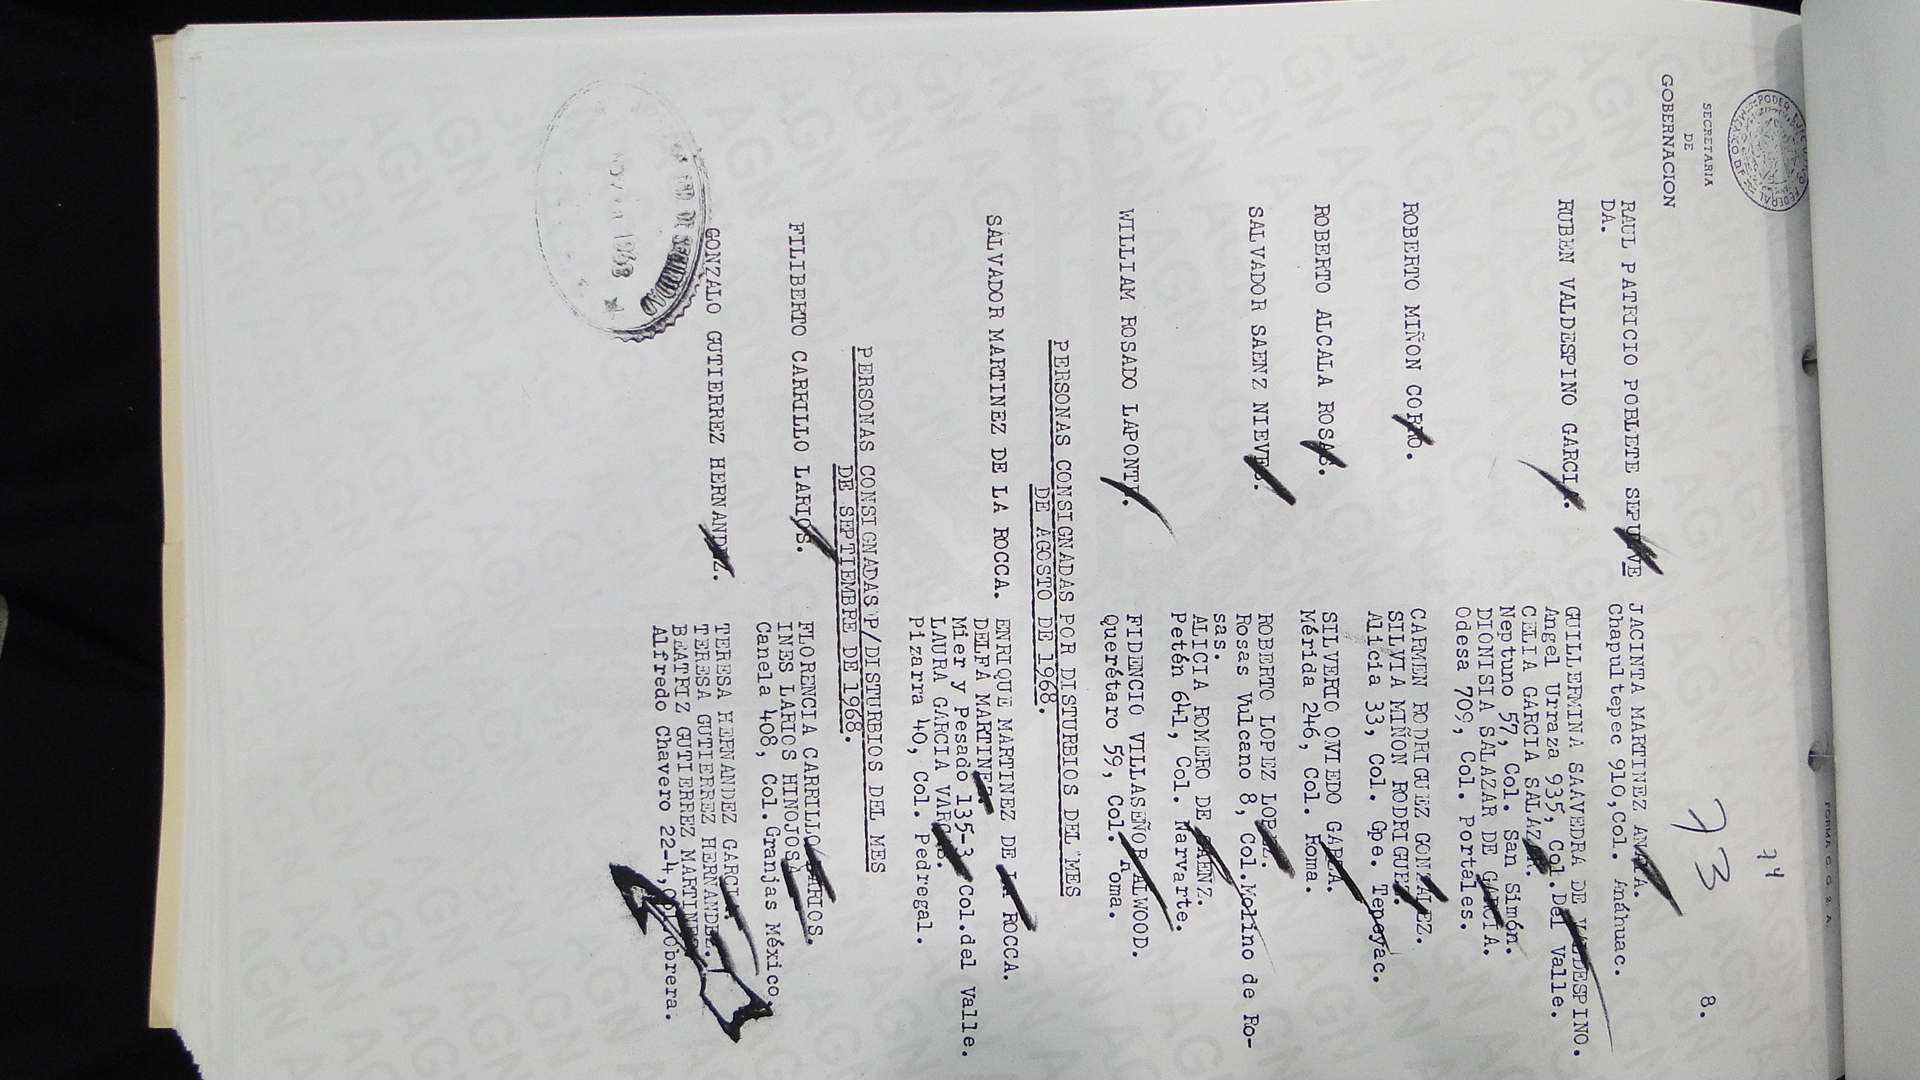 FORMA C. G. 2. A.
PODER EJECUTIVO FEDERAL
MEXICO DF
SECRETARIA
DE
GOBERNACION
74
73
8.
RAUL PATRICIO POBLETE SEPULVE JACINTA MARTINEZ ANAYA.
DA. Chapultepec 910,Col. Anáhuac.
RUBEN VALDESPINO GARCIA. GUILLERMINA SAAVEDRA DE VALDESPINO.
Angel Urraza 935, Col.Del Valle.
CELIA GARCIA SALAZAR.
Neptuno 57, Col. San Simón.
DIONISIA SALAZAR DE GARCIA.
Odesa 709, Col. Portales.
ROBERTO MIÑON CORRO. CARMEN RODRIGUEZ GONZALEZ.
SILVIA MIÑON RODRIGUEZ.
Alicia 33, Col. Gpe. Tepeyac.
ROBERTO ALCALA ROSAS. SILVERIO OVIEDO GARZA.
Mérida 246, Col. Roma.
SALVADOR SAENZ NIEVES. ROBERTO LOPEZ LOPEZ.
Rosas Vulcano 8, Col.Molino de Ro-
sas.
ALICIA ROMERO DE SAENZ.
Petén 641, Col. Narvarte.
WILLIAM ROSADO LAPONTE. FIDENCIO VILLASEÑOR ALWOOD.
Querétaro 59, Col. Roma.
PERSONAS CONSIGNADAS POR DISTURBIOS DEL MES
DE AGOSTO DE 1968.
SALVADOR MARTINEZ DE LA ROCCA. ENRIQUE MARTINEZ DE LA ROCCA.
DELFA MARTINEZ.
Mier y Pesado 135-3, Col.del Valle.
LAURA GARCIA VARGAS.
Pizarra 40, Col. Pedregal.
PERSONAS CONSIGNADAS P/DISTURBIOS DEL MES
DE SEPTIEMBRE DE 1968.
FILIBERTO CARRILLO LARIOS. FLORENCIA CARRILLO LARIOS.
INES LARIOS HINOJOSA
Canela 408, Col.Granjas México.
GONZALO GUTIERREZ HERNANDEZ. TERESA HERNANDEZ GARCIA.
TERESA GUTIERREZ HERNANDEZ.
BEATRIZ GUTIERREZ MARTINEZ.
Alfredo Chavero 22-4,Col.Obrera.
DE SEGURIDAD
1968